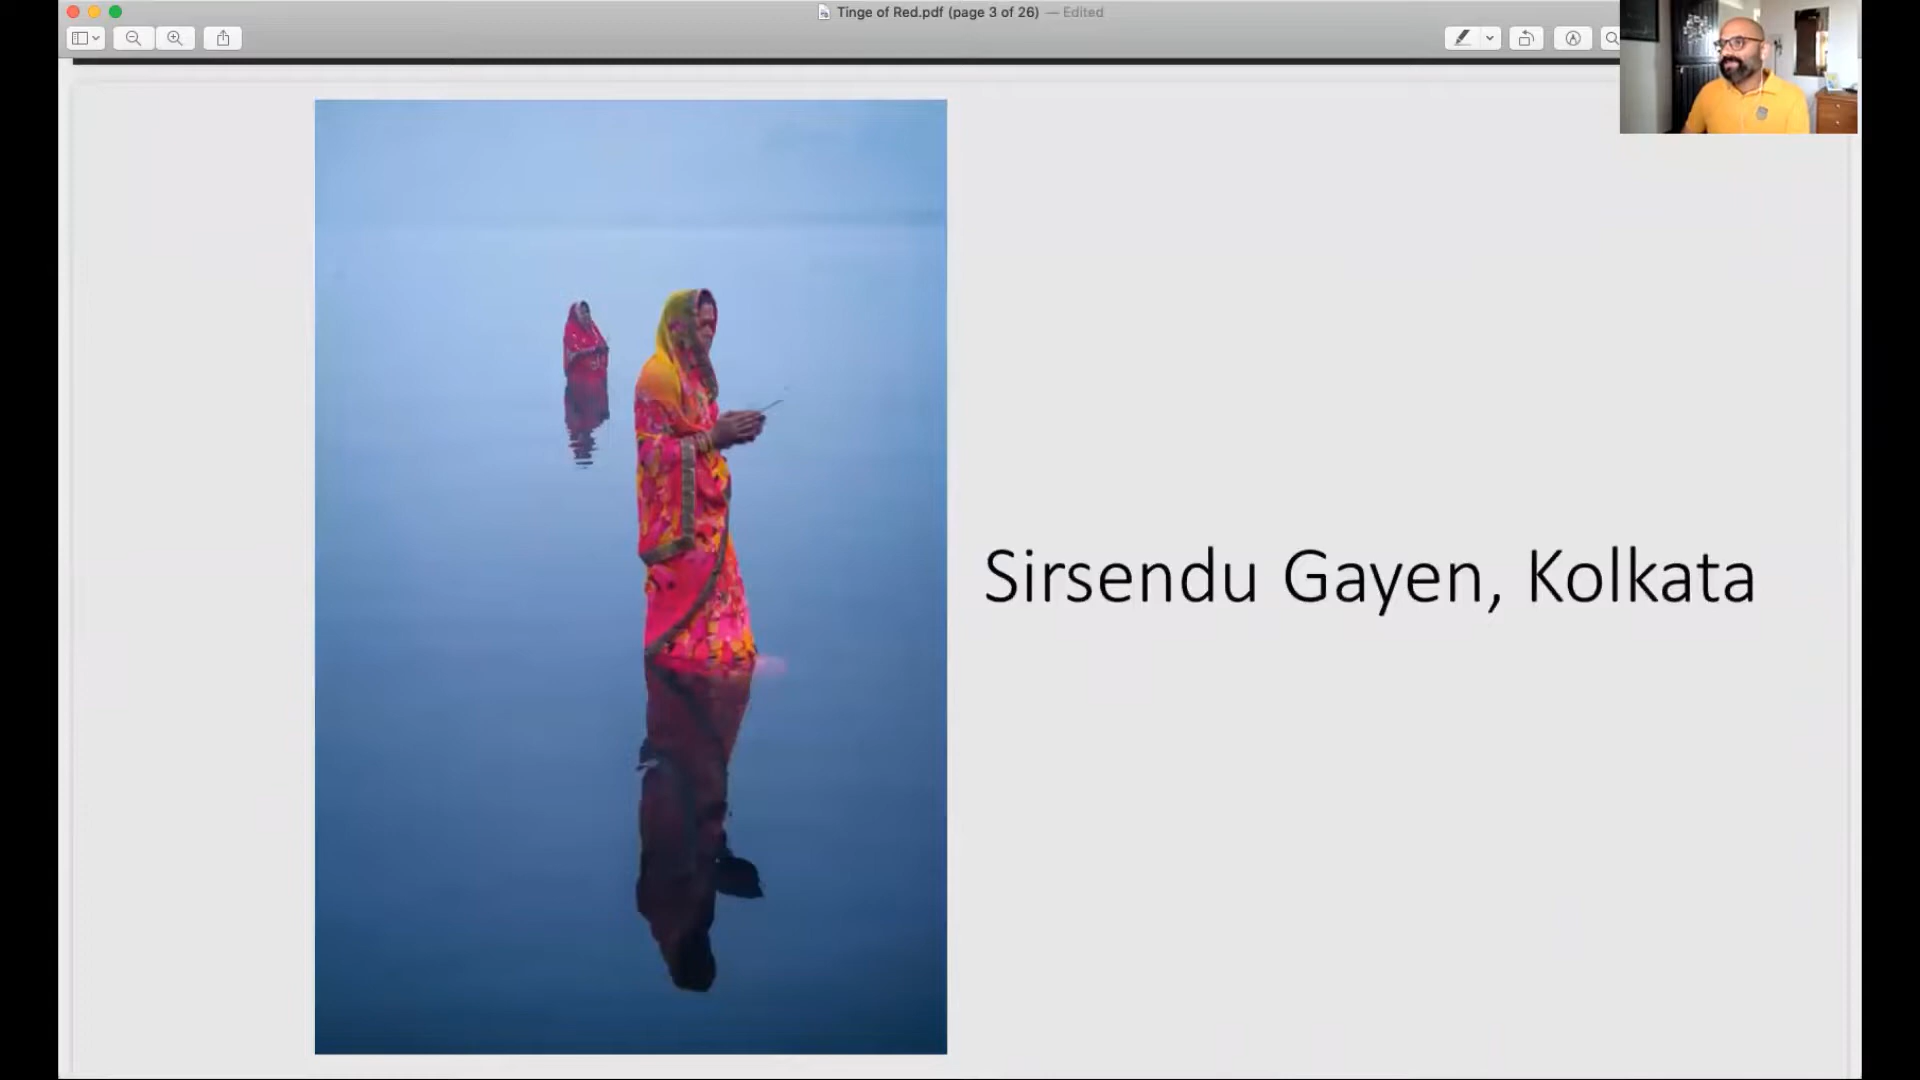 Tinge of Red.pdf (page 3 of 26) — Edited
Sirsendu Gayen, Kolkata